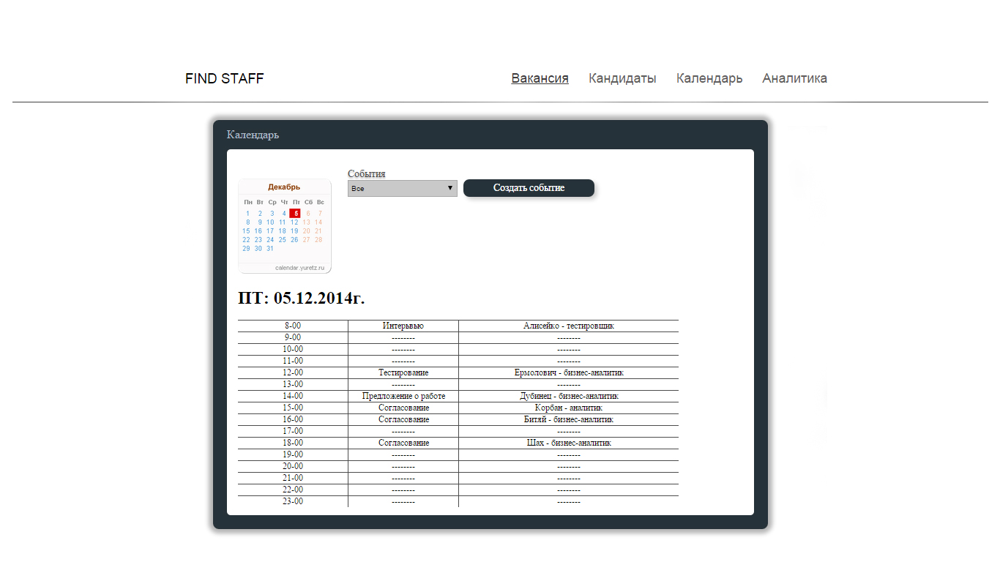 FIND STAFF Вакансия Кандидаты Календарь Аналитика
Календарь
События
Все ▼ Создать событие
Декабрь
Пн Вт Ср Чт Пт Сб Вс
1 2 3 4 5 6 7
8 9 10 11 12 13 14
15 16 17 18 19 20 21
22 23 24 25 26 27 28
29 30 31
calendar.yuretz.ru
ПТ: 05.12.2014г.
8-00 Интерьвью Алисейко - тестировщик
9-00 -------- --------
10-00 -------- --------
11-00 -------- --------
12-00 Тестирование Ермолович - бизнес-аналитик
13-00 -------- --------
14-00 Предложение о работе Дубинец - бизнес-аналитик
15-00 Согласование Корбан - аналитик
16-00 Согласование Битяй - бизнес-аналитик
17-00 -------- --------
18-00 Согласование Шах - бизнес-аналитик
19-00 -------- --------
20-00 -------- --------
21-00 -------- --------
22-00 -------- --------
23-00 -------- --------